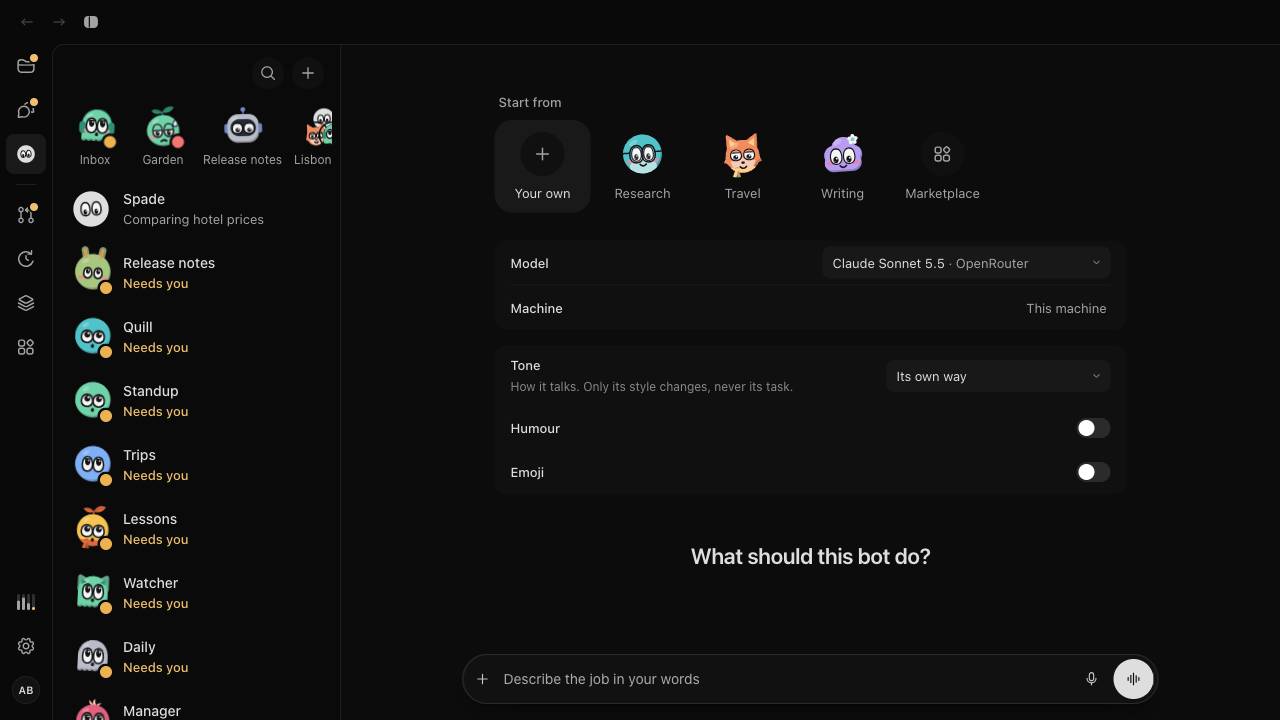 Inbox
Garden
Release notes
Lisbon
Spade
Comparing hotel prices
Release notes
Needs you
Quill
Needs you
Standup
Needs you
Trips
Needs you
Lessons
Needs you
Watcher
Needs you
Daily
Needs you
Manager
AB
Start from
Your own
Research
Travel
Writing
Marketplace
Model
Claude Sonnet 5.5 · OpenRouter
Machine
This machine
Tone
How it talks. Only its style changes, never its task.
Its own way
Humour
Emoji
What should this bot do?
Describe the job in your words